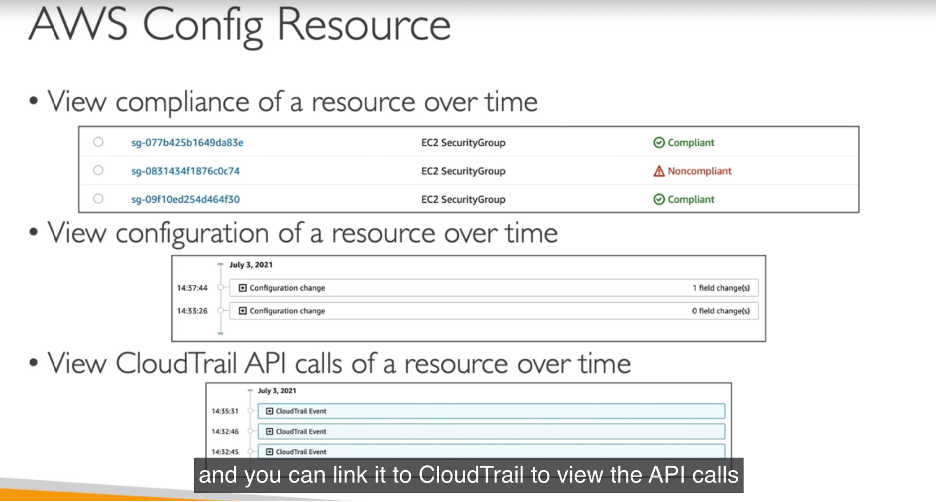 AWS Config Resource
• View compliance of a resource over time
sg-077b425b1649da83e EC2 SecurityGroup Compliant
sg-0831434f1876c0c74 EC2 SecurityGroup Noncompliant
sg-09f10ed254d464f30 EC2 SecurityGroup Compliant
• View configuration of a resource over time
July 3, 2021
14:37:44 Configuration change 1 field change(s)
14:33:26 Configuration change 0 field change(s)
• View CloudTrail API calls of a resource over time
July 3, 2021
14:35:31 CloudTrail Event
14:32:46 CloudTrail Event
14:32:45 CloudTrail Event
and you can link it to CloudTrail to view the API calls